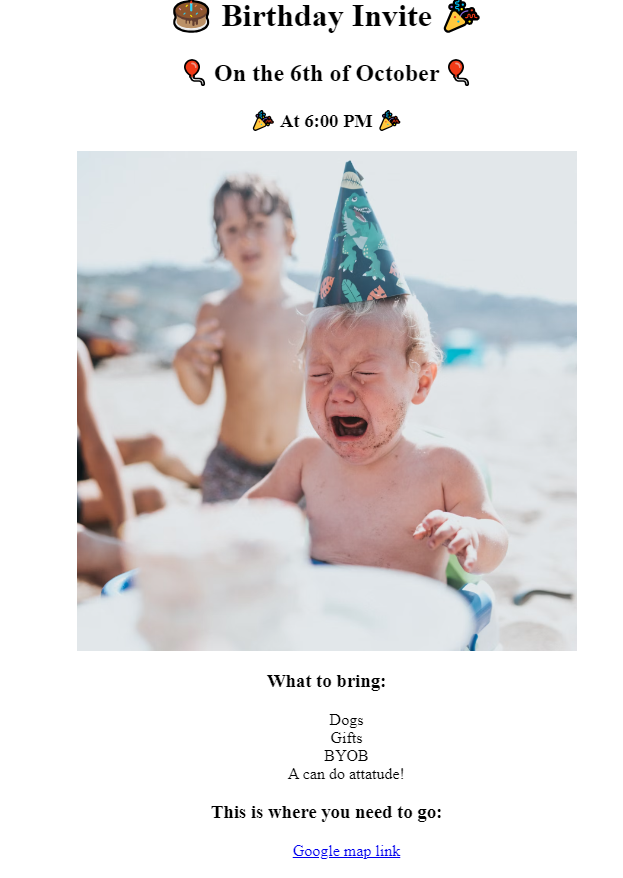 🎂 Birthday Invite 🎉
🎈 On the 6th of October 🎈
🎉 At 6:00 PM 🎉
What to bring:
Dogs
Gifts
BYOB
A can do attatude!
This is where you need to go:
Google map link